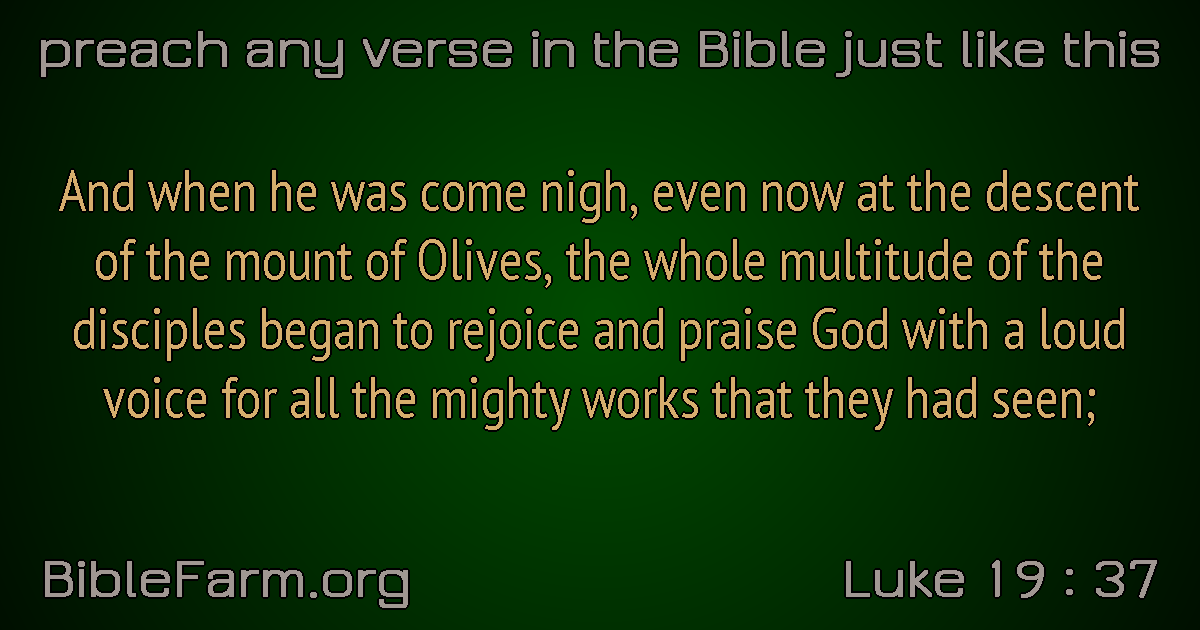 preach any verse in the Bible just like this
And when he was come nigh, even now at the descent
of the mount of Olives, the whole multitude of the
disciples began to rejoice and praise God with a loud
voice for all the mighty works that they had seen;
BibleFarm.org
Luke 19 : 37